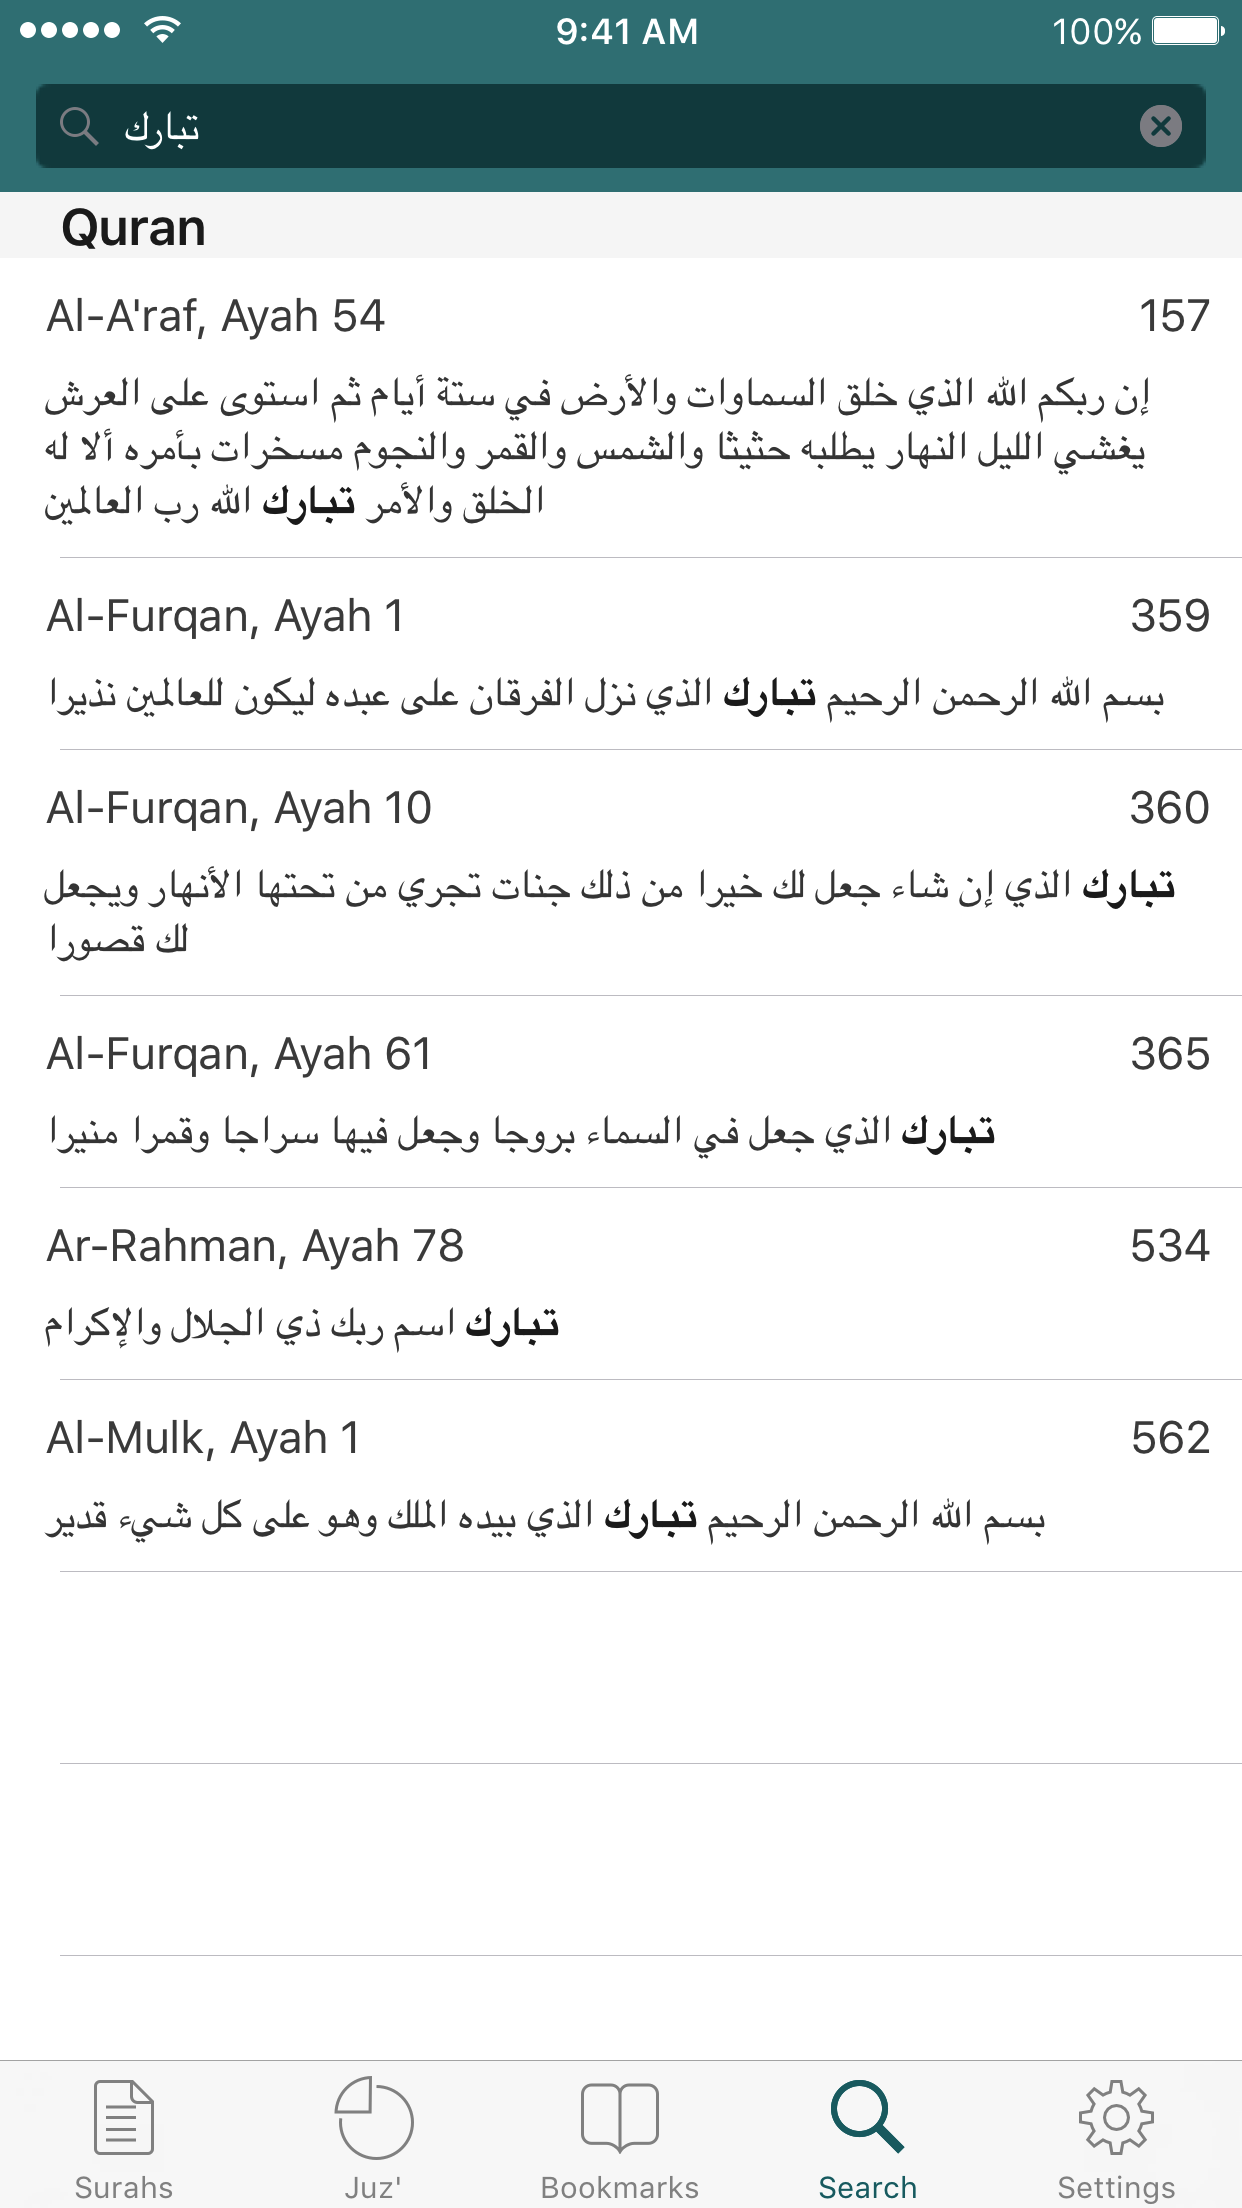 9:41 AM
100%
تبارك
Quran
Al-A'raf, Ayah 54
157
إن ربكم الله الذي خلق السماوات والأرض في ستة أيام ثم استوى على العرش
يغشي الليل النهار يطلبه حثيثا والشمس والقمر والنجوم مسخرات بأمره ألا له
الخلق والأمر تبارك الله رب العالمين
Al-Furqan, Ayah 1
359
بسم الله الرحمن الرحيم تبارك الذي نزل الفرقان على عبده ليكون للعالمين نذيرا
Al-Furqan, Ayah 10
360
تبارك الذي إن شاء جعل لك خيرا من ذلك جنات تجري من تحتها الأنهار ويجعل
لك قصورا
Al-Furqan, Ayah 61
365
تبارك الذي جعل في السماء بروجا وجعل فيها سراجا وقمرا منيرا
Ar-Rahman, Ayah 78
534
تبارك اسم ربك ذي الجلال والإكرام
Al-Mulk, Ayah 1
562
بسم الله الرحمن الرحيم تبارك الذي بيده الملك وهو على كل شيء قدير
Surahs
Juz'
Bookmarks
Search
Settings